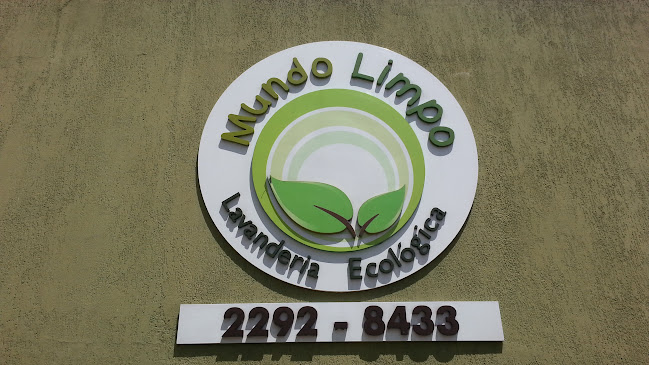 Mundo Limpo
Lavanderia Ecológica
2292 - 8433